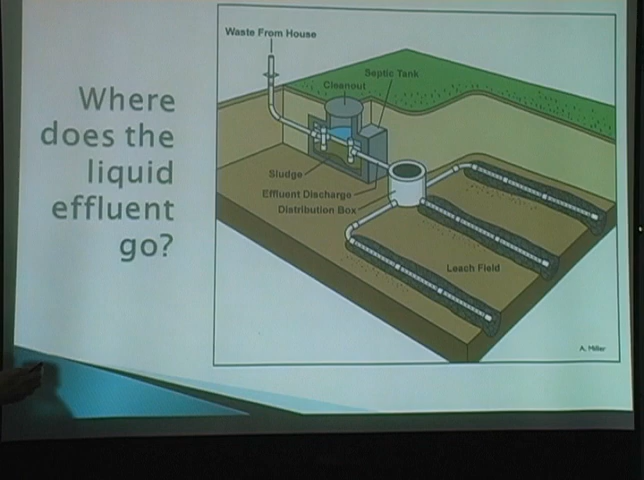 Where
does the
liquid
effluent
go?
Waste From House
Septic Tank
Cleanout
Sludge
Effluent Discharge
Distribution Box
Leach Field
A. Miller